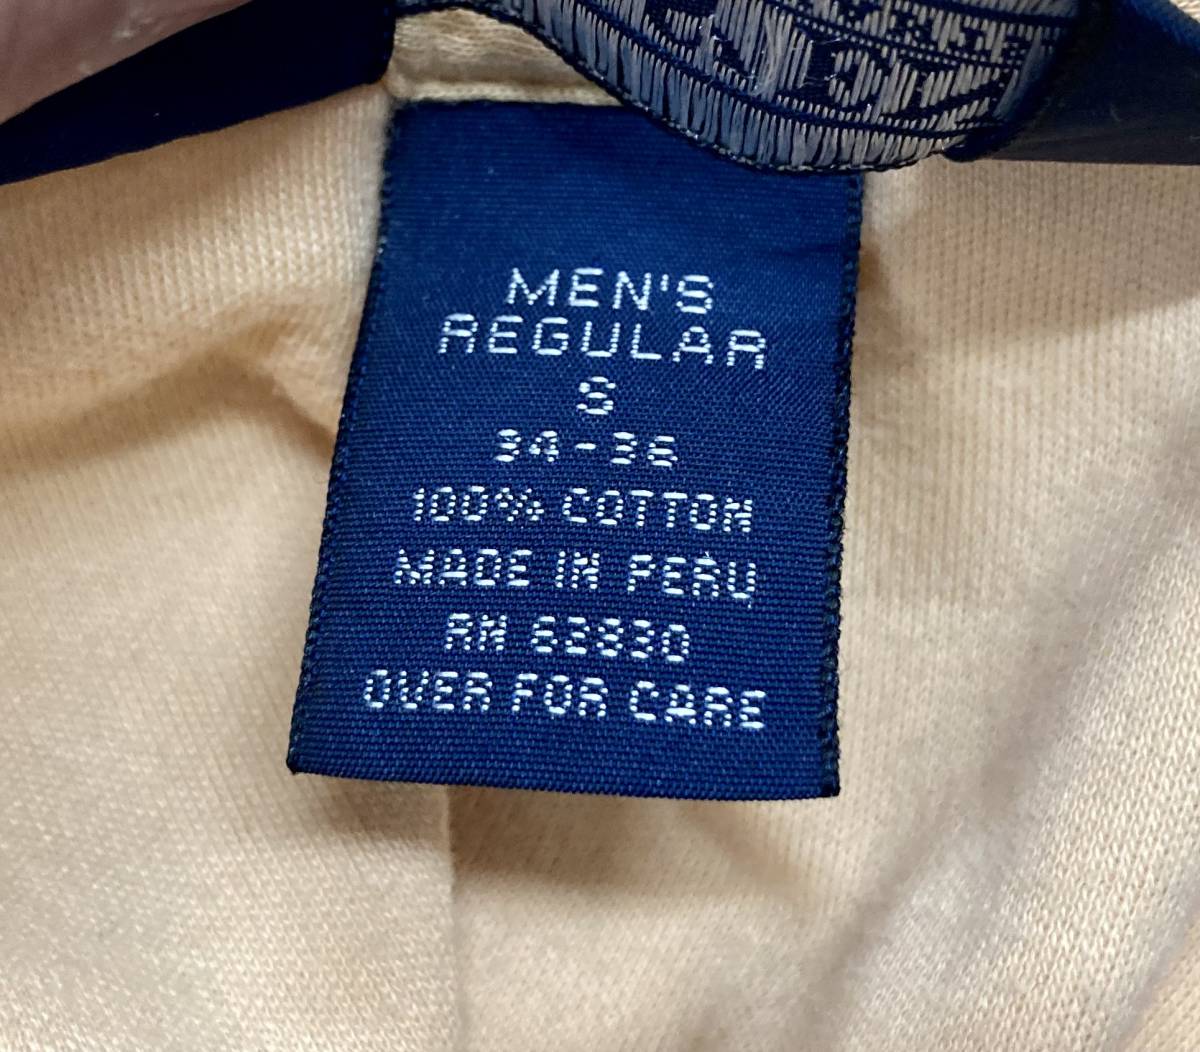 MEN'S
REGULAR
S
34-36
100% COTTON
MADE IN PERU
RN 62830
OVER FOR CARE